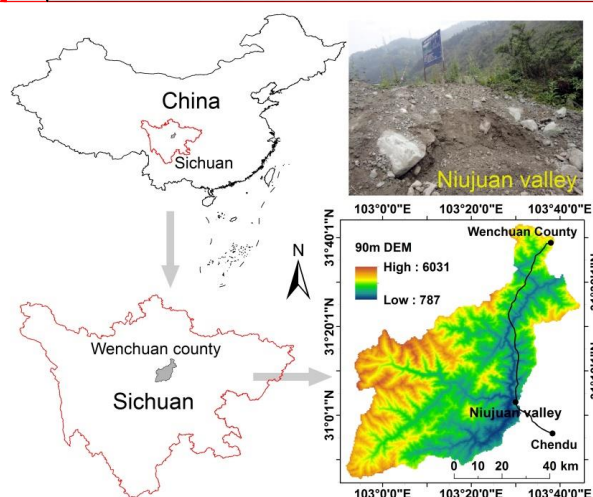 China
Sichuan
Niujuan valley
N
Wenchuan county
Sichuan
103°0'0"E 103°20'0"E 103°40'0"E
31°40'1"N
31°20'1"N
31°0'1"N
90m DEM
High : 6031
Low : 787
Wenchuan County
Niujuan valley
Chendu
0 10 20 40 km
103°0'0"E 103°20'0"E 103°40'0"E